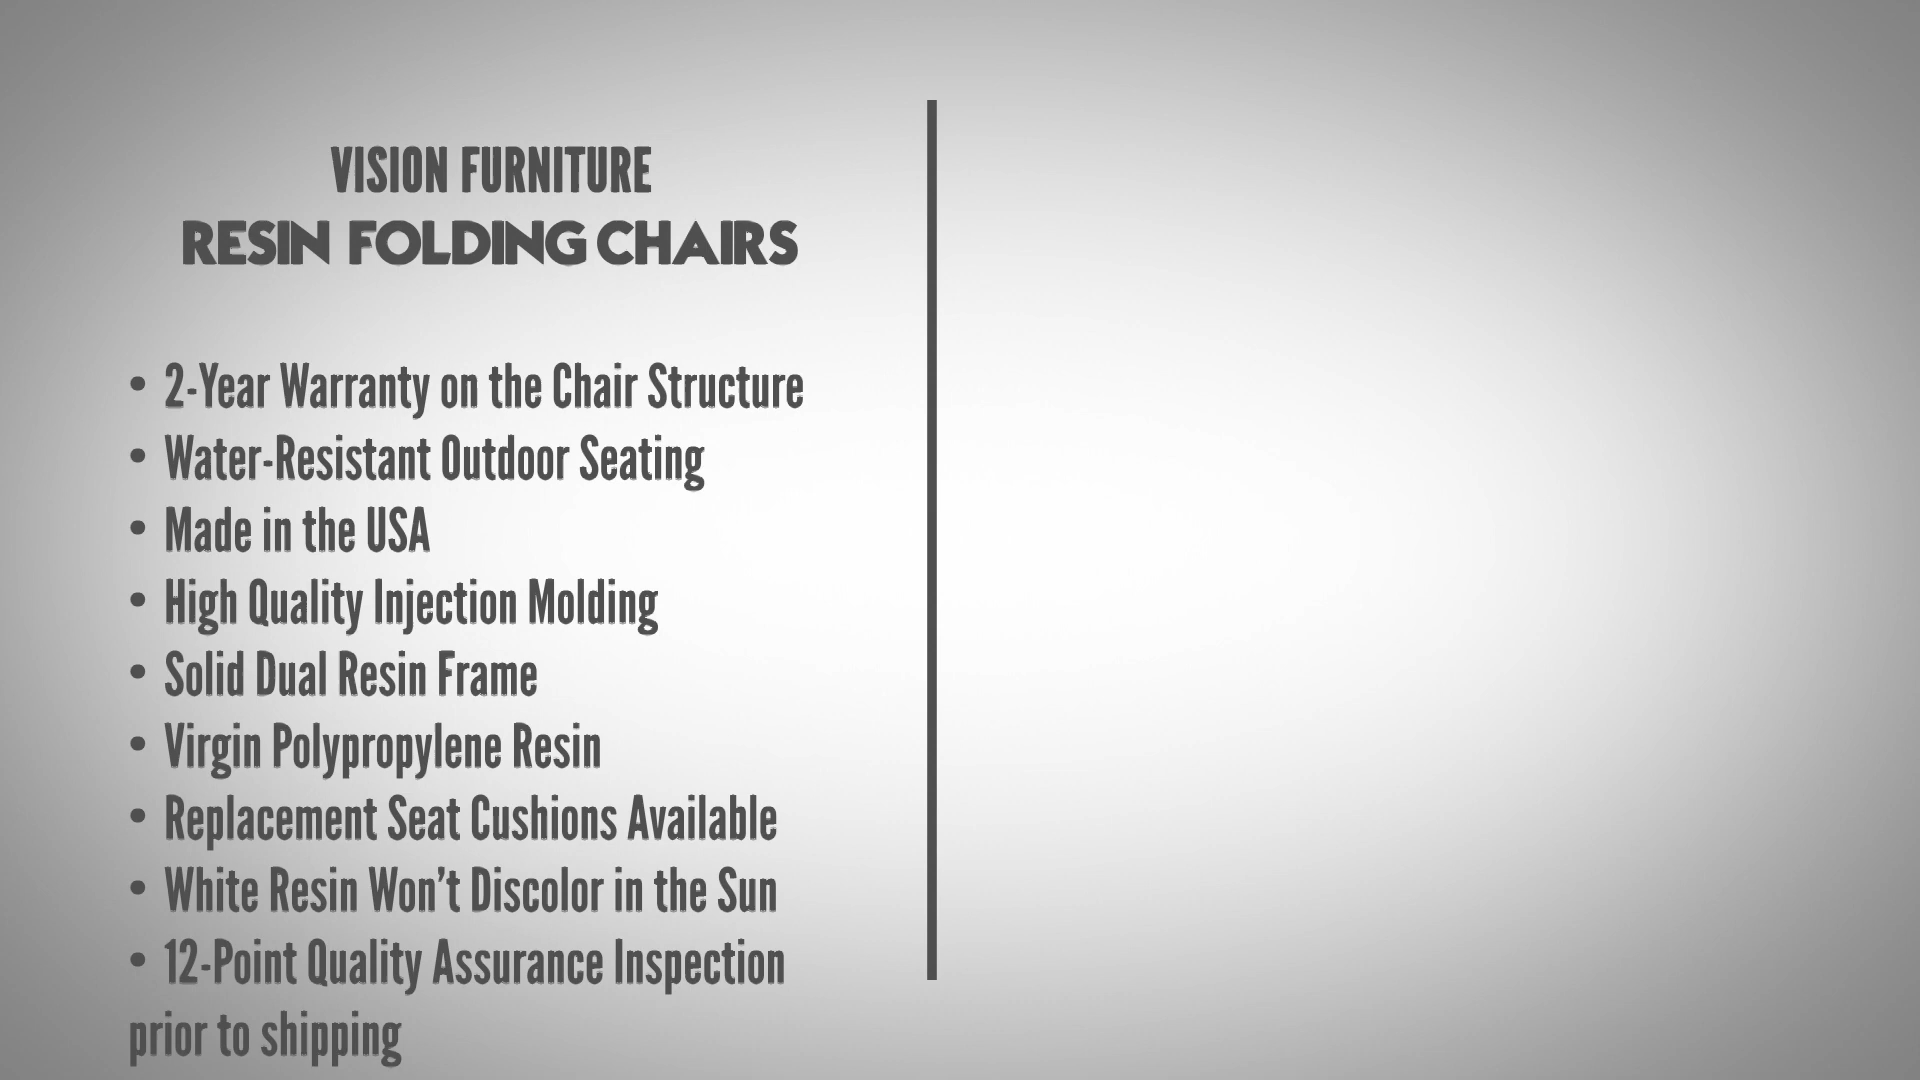 VISION FURNITURE
RESIN FOLDING CHAIRS
• 2-Year Warranty on the Chair Structure
• Water-Resistant Outdoor Seating
• Made in the USA
• High Quality Injection Molding
• Solid Dual Resin Frame
• Virgin Polypropylene Resin
• Replacement Seat Cushions Available
• White Resin Won’t Discolor in the Sun
• 12-Point Quality Assurance Inspection
prior to shipping